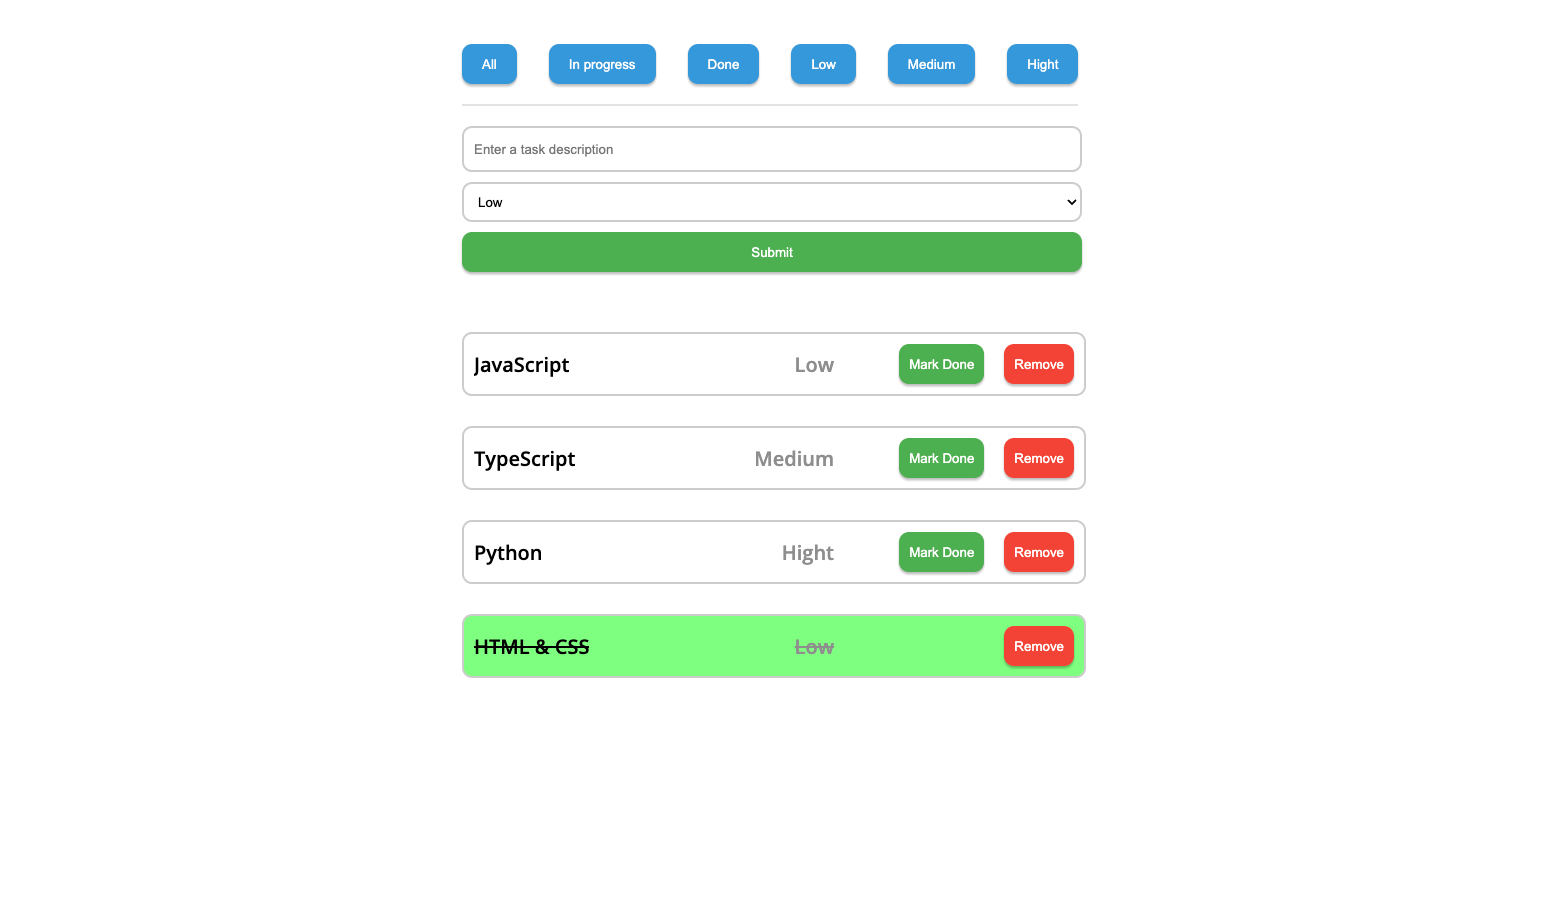 All In progress Done Low Medium Hight
Enter a task description
Low
Submit
JavaScript Low Mark Done Remove
TypeScript Medium Mark Done Remove
Python Hight Mark Done Remove
HTML & CSS Low Remove